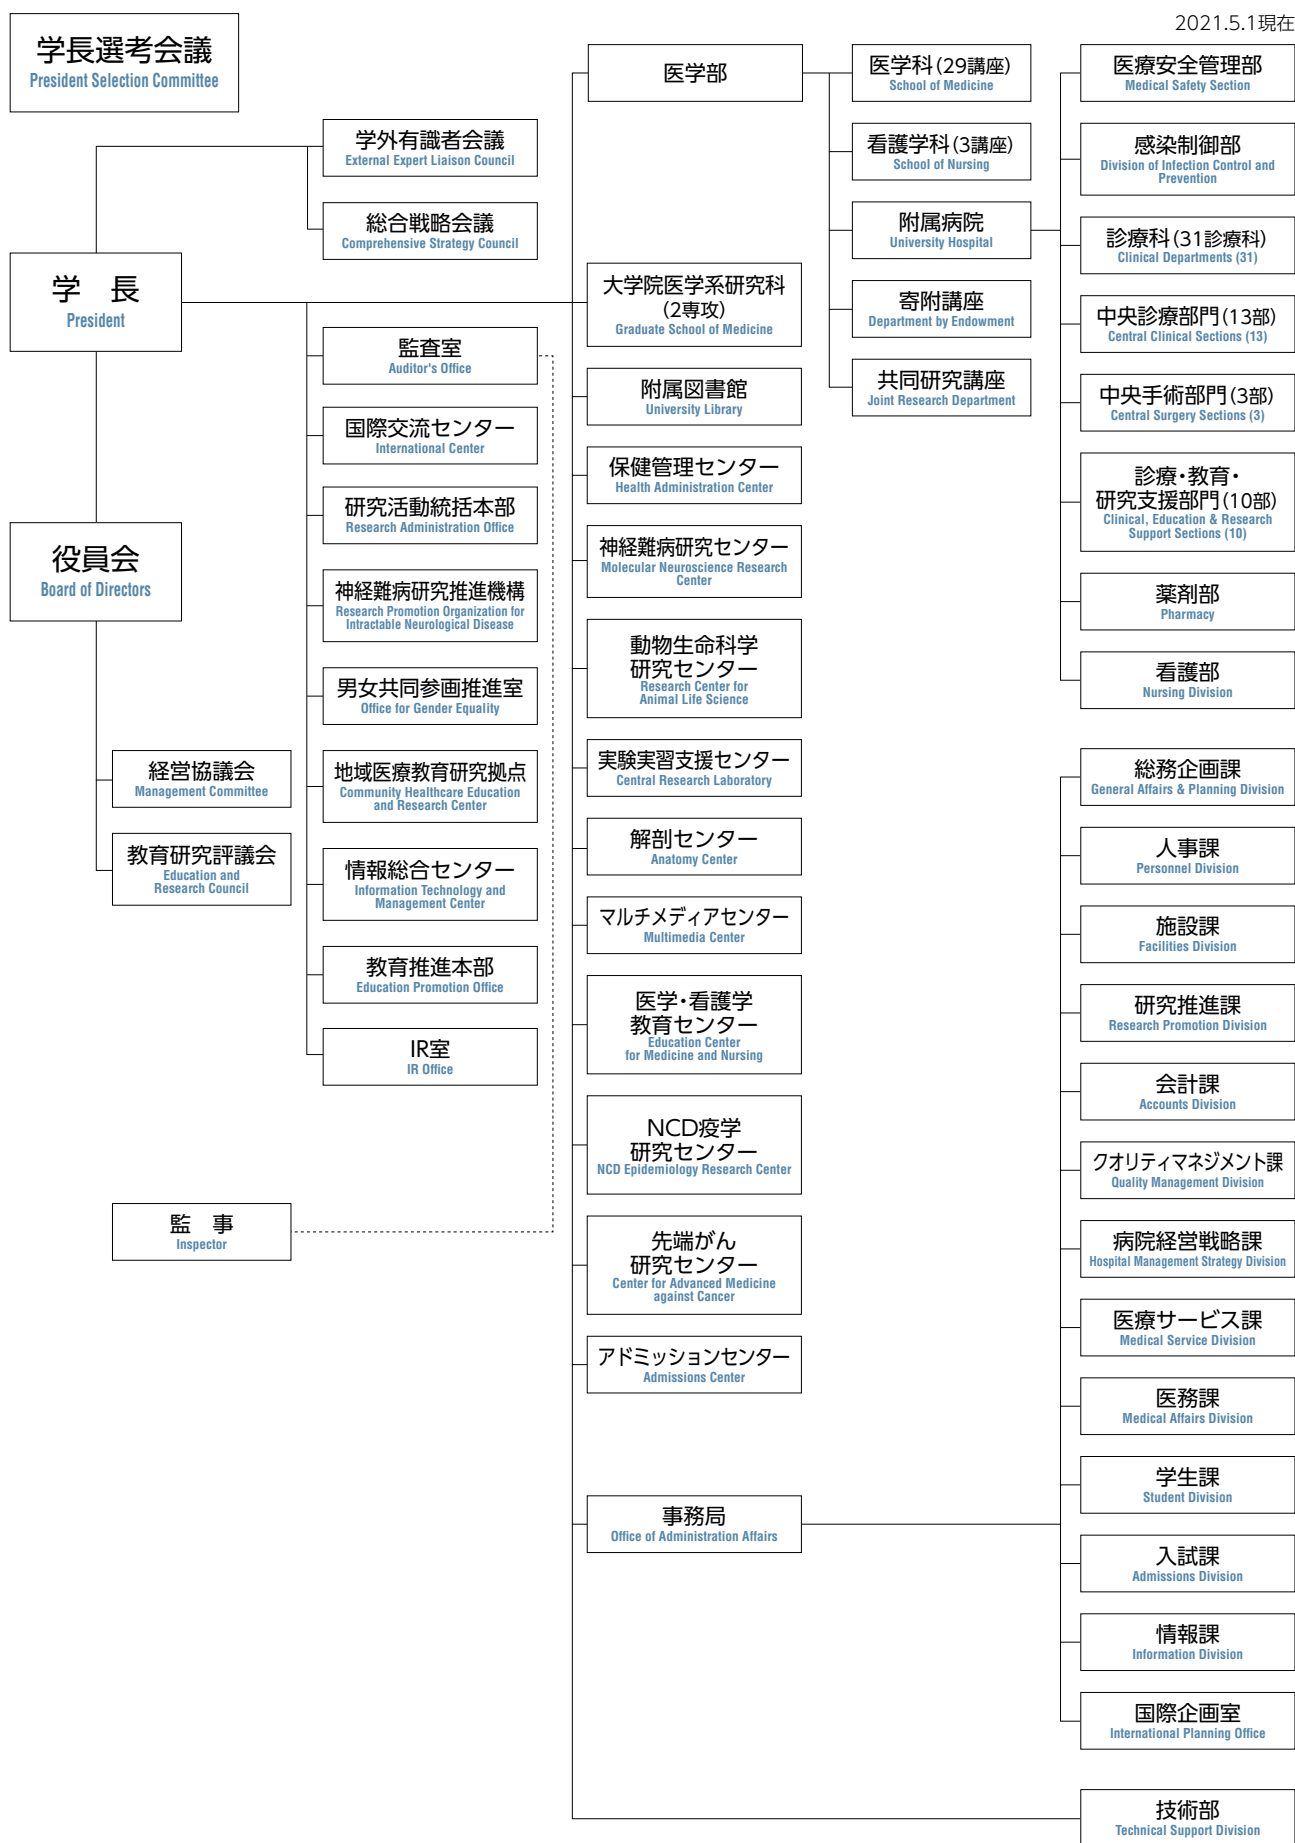 2021.5.1現在
学長選考会議
President Selection Committee
学外有識者会議
External Expert Liaison Council
総合戦略会議
Comprehensive Strategy Council
学　長
President
役員会
Board of Directors
経営協議会
Management Committee
教育研究評議会
Education and
Research Council
監　事
Inspector
監査室
Auditor's Office
国際交流センター
International Center
研究活動統括本部
Research Administration Office
神経難病研究推進機構
Research Promotion Organization for
Intractable Neurological Disease
男女共同参画推進室
Office for Gender Equality
地域医療教育研究拠点
Community Healthcare Education
and Research Center
情報総合センター
Information Technology and
Management Center
教育推進本部
Education Promotion Office
IR室
IR Office
医学部
大学院医学系研究科
(2専攻)
Graduate School of Medicine
附属図書館
University Library
保健管理センター
Health Administration Center
神経難病研究センター
Molecular Neuroscience Research
Center
動物生命科学
研究センター
Research Center for
Animal Life Science
実験実習支援センター
Central Research Laboratory
解剖センター
Anatomy Center
マルチメディアセンター
Multimedia Center
医学・看護学
教育センター
Education Center
for Medicine and Nursing
NCD疫学
研究センター
NCD Epidemiology Research Center
先端がん
研究センター
Center for Advanced Medicine
against Cancer
アドミッションセンター
Admissions Center
事務局
Office of Administration Affairs
医学科(29講座)
School of Medicine
看護学科(3講座)
School of Nursing
附属病院
University Hospital
寄附講座
Department by Endowment
共同研究講座
Joint Research Department
医療安全管理部
Medical Safety Section
感染制御部
Division of Infection Control and
Prevention
診療科(31診療科)
Clinical Departments (31)
中央診療部門(13部)
Central Clinical Sections (13)
中央手術部門(3部)
Central Surgery Sections (3)
診療・教育・
研究支援部門(10部)
Clinical, Education & Research
Support Sections (10)
薬剤部
Pharmacy
看護部
Nursing Division
総務企画課
General Affairs & Planning Division
人事課
Personnel Division
施設課
Facilities Division
研究推進課
Research Promotion Division
会計課
Accounts Division
クオリティマネジメント課
Quality Management Division
病院経営戦略課
Hospital Management Strategy Division
医療サービス課
Medical Service Division
医務課
Medical Affairs Division
学生課
Student Division
入試課
Admissions Division
情報課
Information Division
国際企画室
International Planning Office
技術部
Technical Support Division